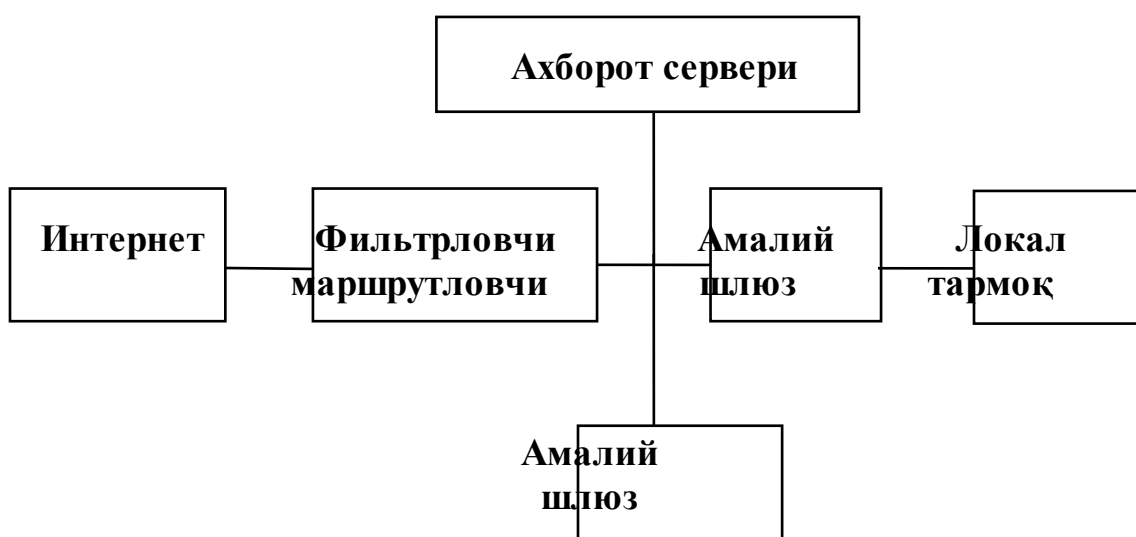 Ахборот сервери
Интернет
Фильтрловчи
маршрутловчи
Амалий
шлюз
Локал
тармоқ
Амалий
шлюз